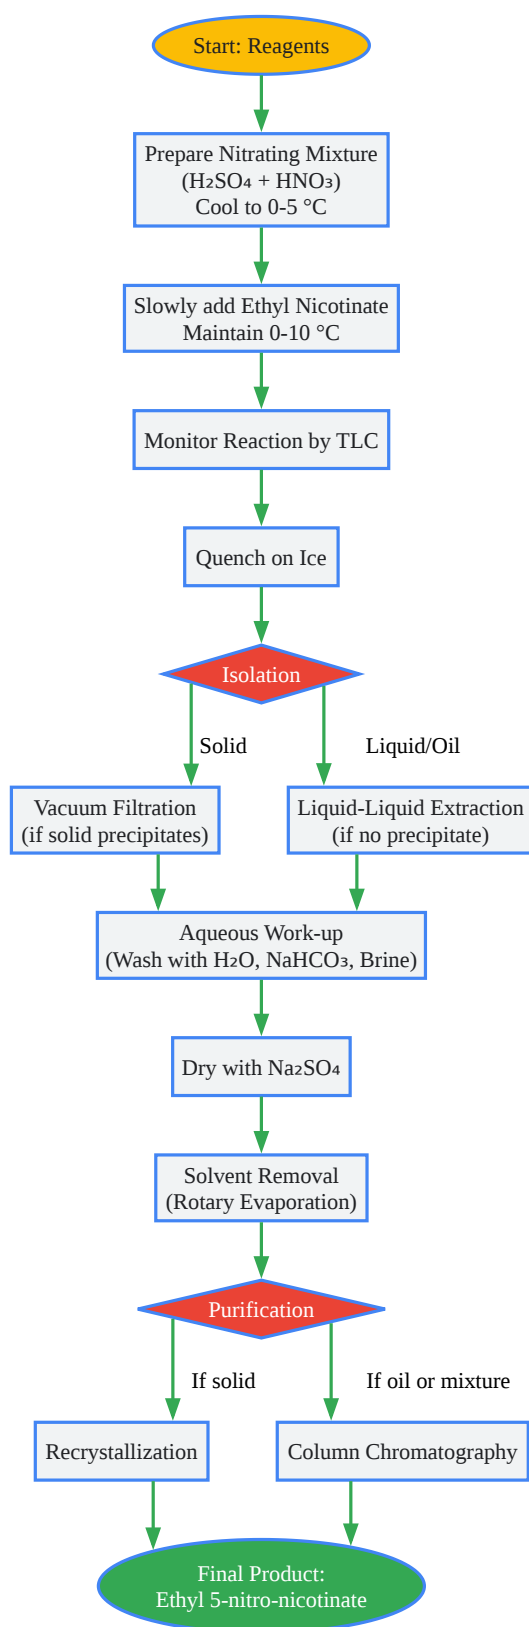 Start: Reagents
Prepare Nitrating Mixture
(H₂SO₄ + HNO₃)
Cool to 0-5 °C
Slowly add Ethyl Nicotinate
Maintain 0-10 °C
Monitor Reaction by TLC
Quench on Ice
Isolation
Solid
Liquid/Oil
Vacuum Filtration
(if solid precipitates)
Liquid-Liquid Extraction
(if no precipitate)
Aqueous Work-up
(Wash with H₂O, NaHCO₃, Brine)
Dry with Na₂SO₄
Solvent Removal
(Rotary Evaporation)
Purification
If solid
If oil or mixture
Recrystallization
Column Chromatography
Final Product:
Ethyl 5-nitro-nicotinate